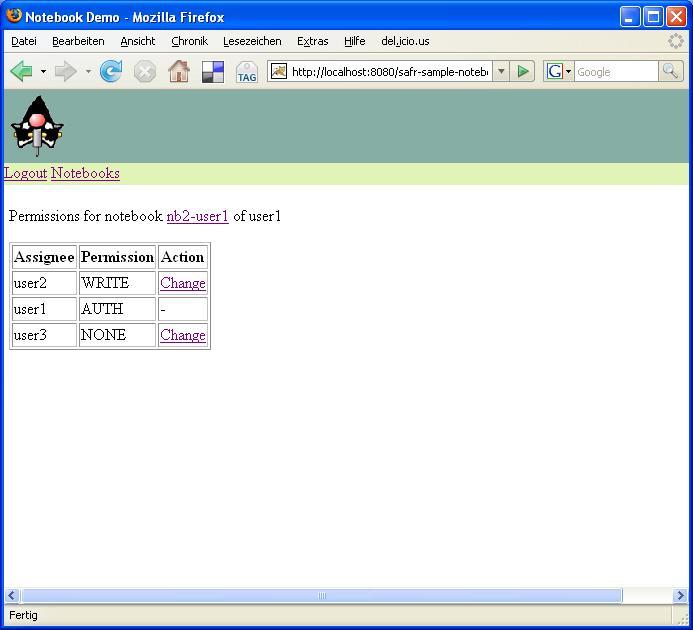 Notebook Demo - Mozilla Firefox
Datei Bearbeiten Ansicht Chronik Lesezeichen Extras Hilfe del.icio.us
TAG http://localhost:8080/safr-sample-noteb G Google
Logout Notebooks
Permissions for notebook nb2-user1 of user1
Assignee Permission Action
user2 WRITE Change
user1 AUTH -
user3 NONE Change
Fertig